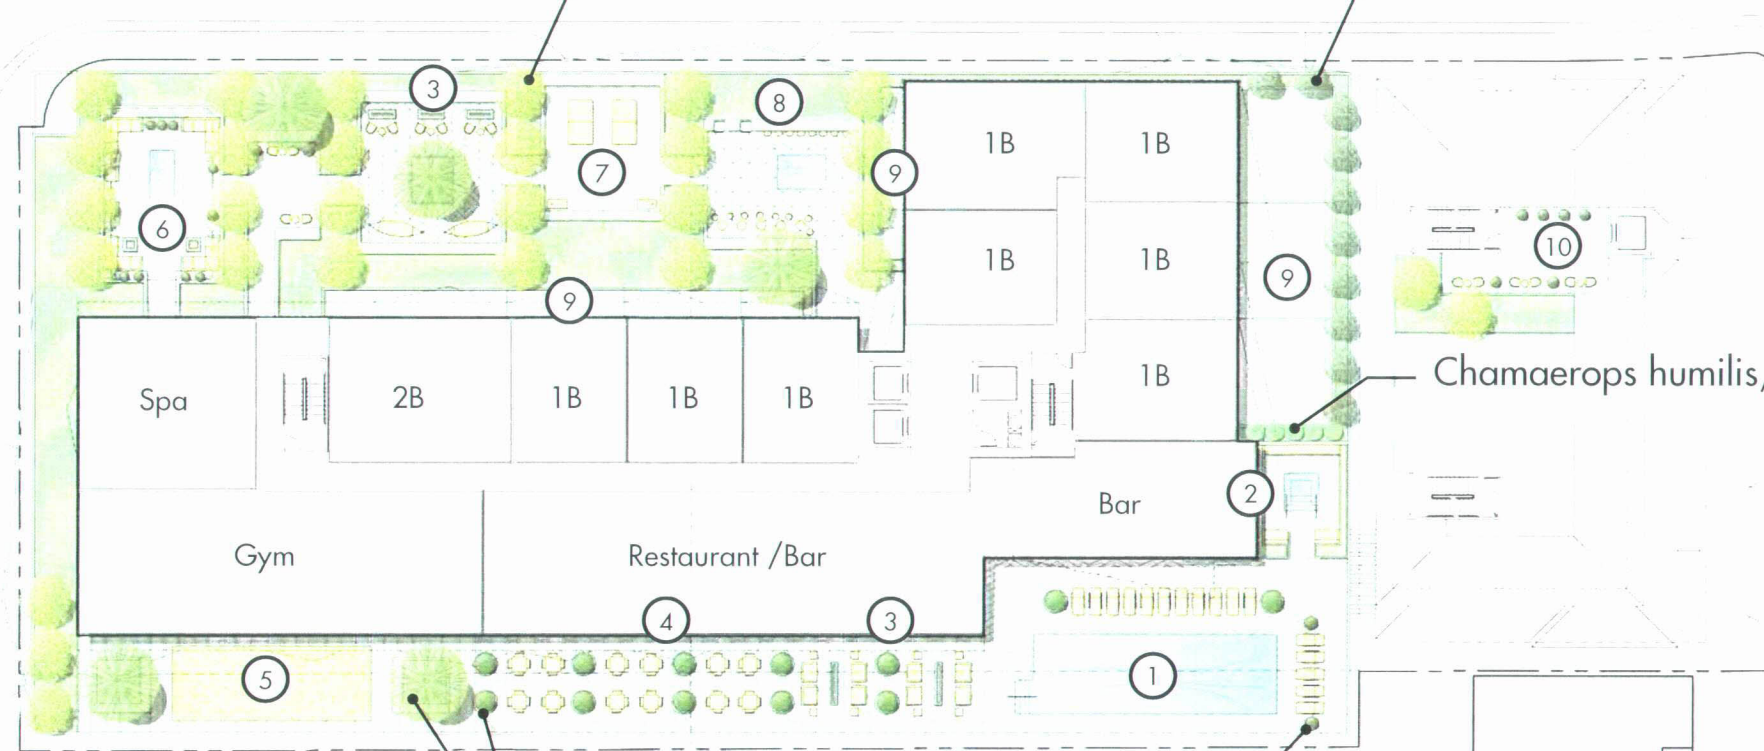 3
8
1B 1B
7
9
6
10
1B 1B
9
9
Chamaerops humilis,
1B
Spa 2B 1B 1B 1B
2
Bar
Gym Restaurant /Bar
4
3
5
1